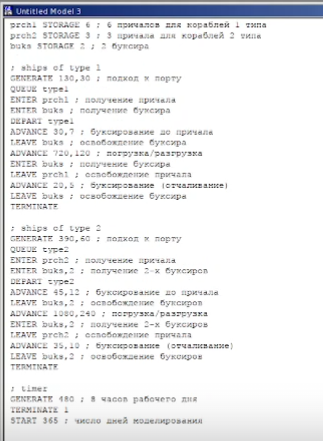 Untitled Model 3
prch1 STORAGE 6 ; 6 причалов для кораблей 1 типа
prch2 STORAGE 3 ; 3 причала для кораблей 2 типа
buks STORAGE 2 ; 2 буксира
; ships of type 1
GENERATE 130,30 ; подход к порту
QUEUE type1
ENTER prch1 ; получение причала
ENTER buks ; получение буксира
DEPART type1
ADVANCE 30,7 ; буксирование до причала
LEAVE buks ; освобождение буксира
ADVANCE 720,120 ; погрузка/разгрузка
ENTER buks ; получение буксира
LEAVE prch1 ; освобождение причала
ADVANCE 20,5 ; буксирование (отчаливание)
LEAVE buks ; освобождение буксира
TERMINATE
; ships of type 2
GENERATE 390,60 ; подход к порту
QUEUE type2
ENTER prch2 ; получение причала
ENTER buks,2 ; получение 2-х буксиров
DEPART type2
ADVANCE 45,12 ; буксирование до причала
LEAVE buks,2 ; освобождение буксиров
ADVANCE 1080,240 ; погрузка/разгрузка
ENTER buks,2 ; получение 2-х буксиров
LEAVE prch2 ; освобождение причала
ADVANCE 35,10 ; буксирование (отчаливание)
LEAVE buks,2 ; освобождение буксиров
TERMINATE
; timer
GENERATE 480 ; 8 часов рабочего дня
TERMINATE 1
START 365 ; число дней моделирования